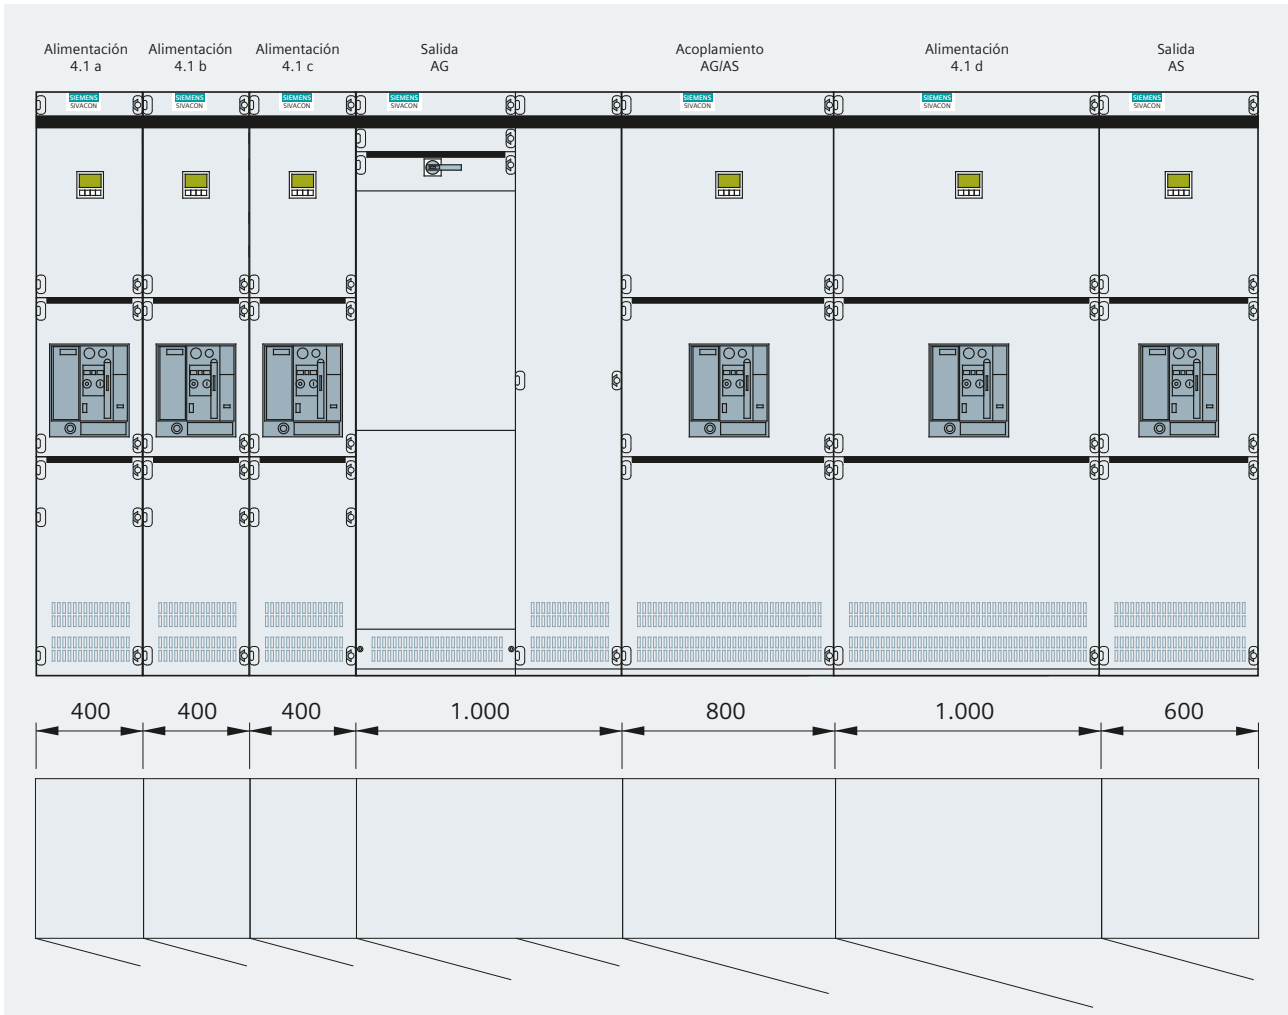 Alimentación
4.1 a
Alimentación
4.1 b
Alimentación
4.1 c
Salida
AG
Acoplamiento
AG/AS
Alimentación
4.1 d
Salida
AS
SIEMENS
SIVACON
SIEMENS
SIVACON
SIEMENS
SIVACON
SIEMENS
SIVACON
SIEMENS
SIVACON
SIEMENS
SIVACON
SIEMENS
SIVACON
400
400
400
1.000
800
1.000
600